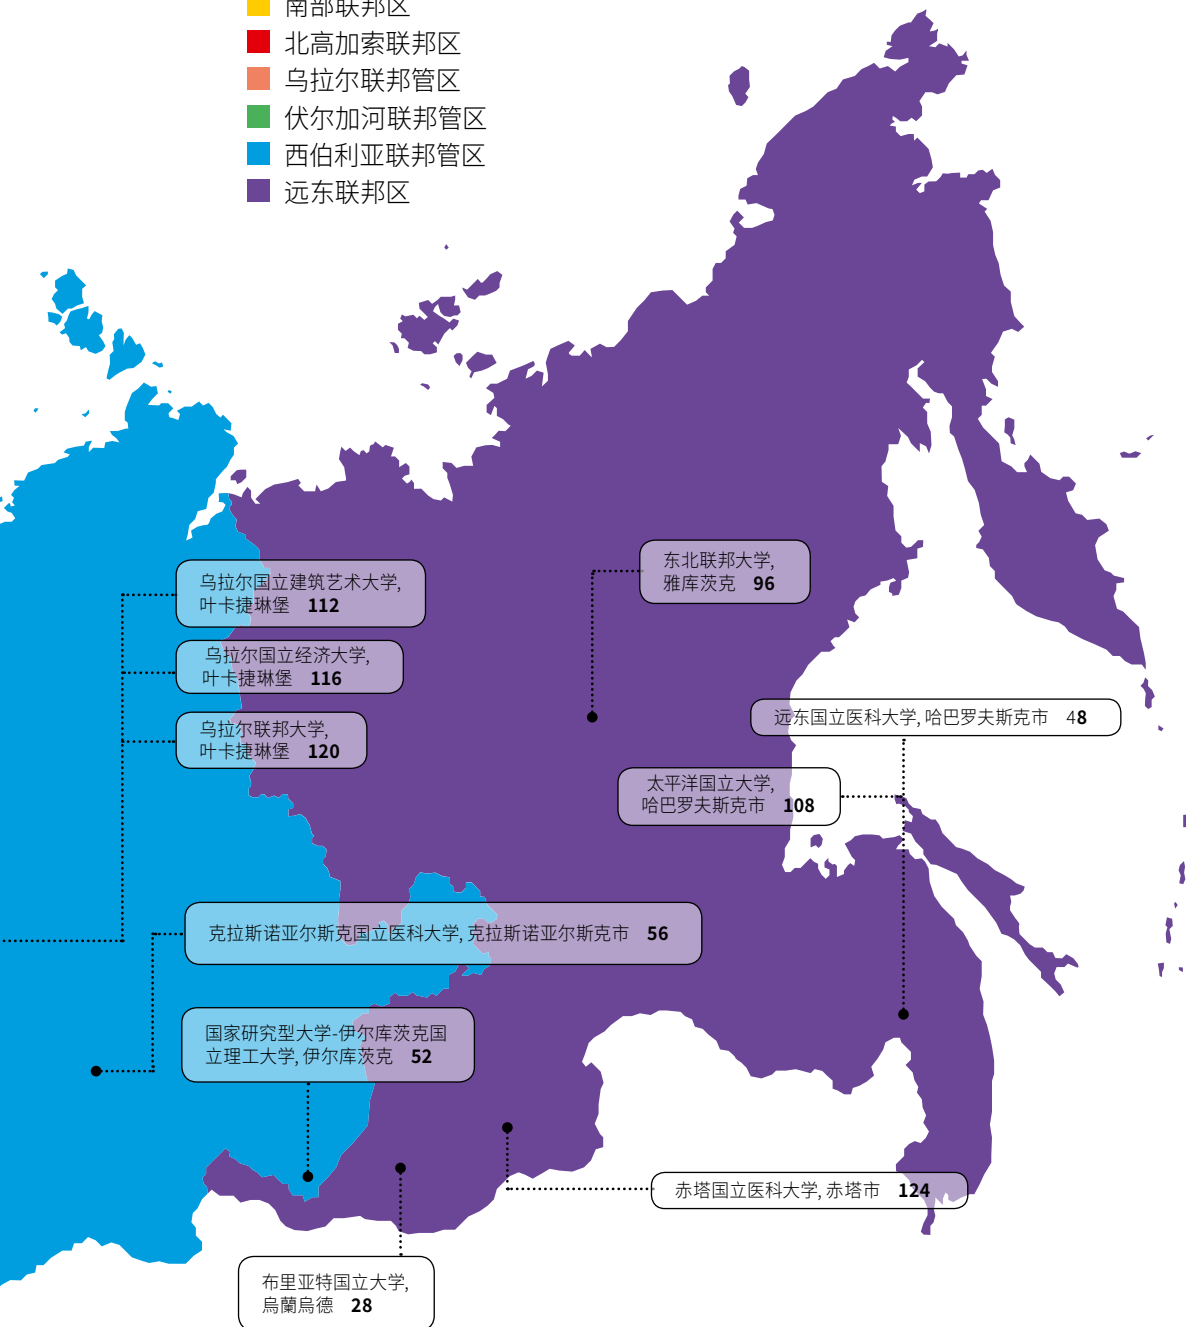 南部联邦区
北高加索联邦区
乌拉尔联邦管区
伏尔加河联邦管区
西伯利亚联邦管区
远东联邦区
东北联邦大学,
雅库茨克 96
乌拉尔国立建筑艺术大学,
叶卡捷琳堡 112
乌拉尔国立经济大学,
叶卡捷琳堡 116
乌拉尔联邦大学,
叶卡捷琳堡 120
远东国立医科大学, 哈巴罗夫斯克市 48
太平洋国立大学,
哈巴罗夫斯克市 108
克拉斯诺亚尔斯克国立医科大学, 克拉斯诺亚尔斯克市 56
国家研究型大学-伊尔库茨克国
立理工大学, 伊尔库茨克 52
赤塔国立医科大学, 赤塔市 124
布里亚特国立大学,
烏蘭烏德 28